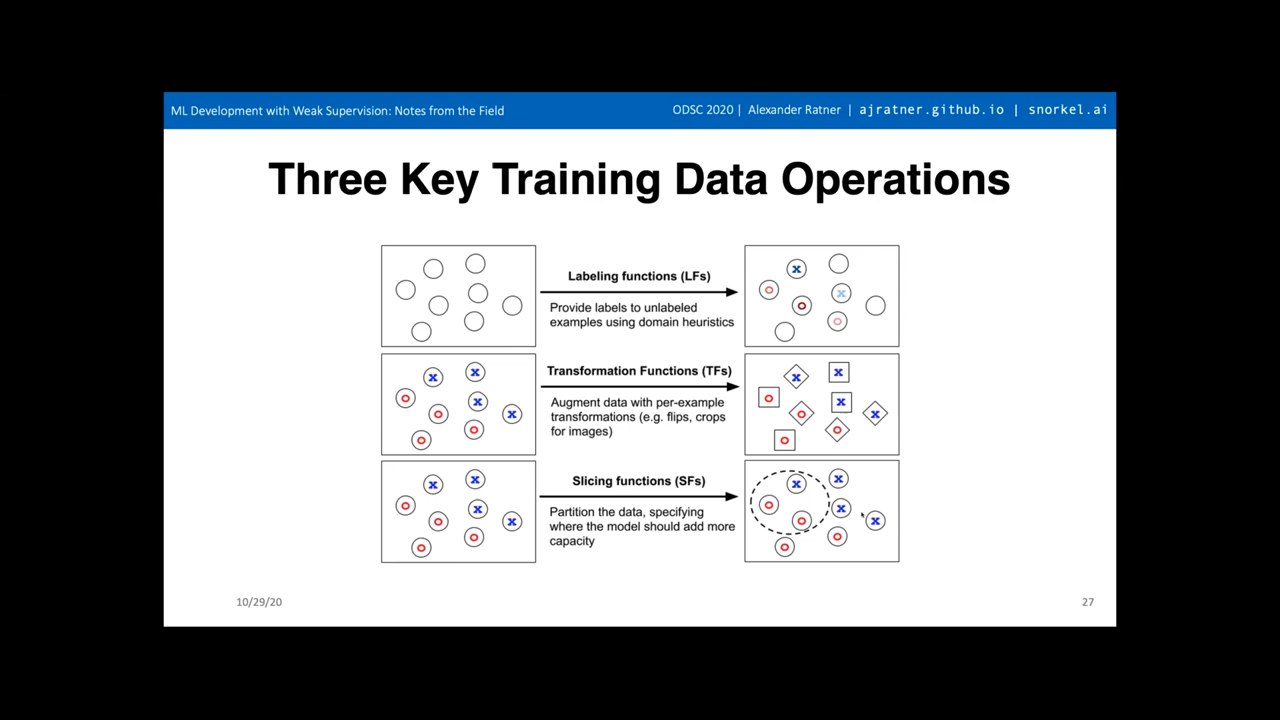 ML Development with Weak Supervision: Notes from the Field
ODSC 2020 | Alexander Ratner | ajratner.github.io | snorkel.ai
Three Key Training Data Operations
Labeling functions (LFs)
Provide labels to unlabeled
examples using domain heuristics
x
o
o
x
o
Transformation Functions (TFs)
Augment data with per-example
transformations (e.g. flips, crops
for images)
x x
o x
o x
o
o
x x
o x
o x
o
o
Slicing functions (SFs)
Partition the data, specifying
where the model should add more
capacity
x x
o x
o x
o
o
x x
o x
o x
o
o
10/29/20
27